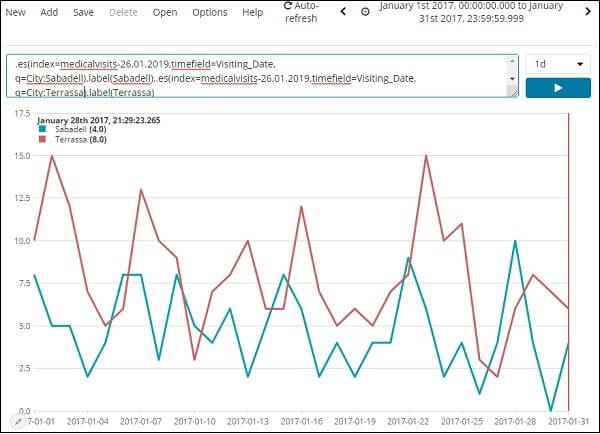 New Add Save Delete Open Options Help Auto-refresh January 1st 2017, 00:00:00.000 to January 31st 2017, 23:59:59.999
.es(index=medicalvisits-26.01.2019,timefield=Visiting_Date,
q=City:Sabadell).label(Sabadell)..es(index=medicalvisits-26.01.2019,timefield=Visiting_Date,
q=City:Terrassa).label(Terrassa)
1d
January 28th 2017, 21:29:23.265
Sabadell (4.0)
Terrassa (8.0)
17.5
15.0
12.5
10.0
7.5
5.0
2.5
0.0
7-01-01 2017-01-04 2017-01-07 2017-01-10 2017-01-13 2017-01-16 2017-01-19 2017-01-22 2017-01-25 2017-01-28 2017-01-31